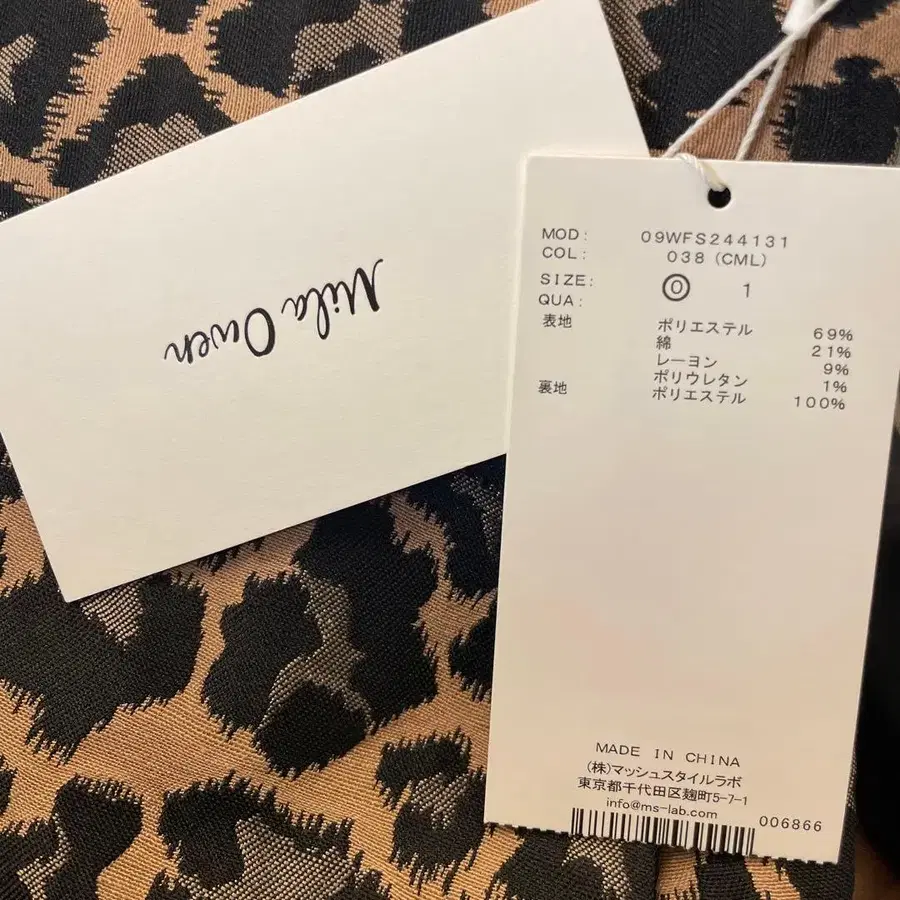 Mila Owen
MOD: 09WFS244131
COL: 038 (CML)
SIZE: 0 1
QUA:
表地 ポリエステル 69%
綿 21%
レーヨン 9%
ポリウレタン 1%
裏地 ポリエステル 100%
MADE IN CHINA
(株)マッシュスタイルラボ
東京都千代田区麹町5-7-1
info@ms-lab.com
006866